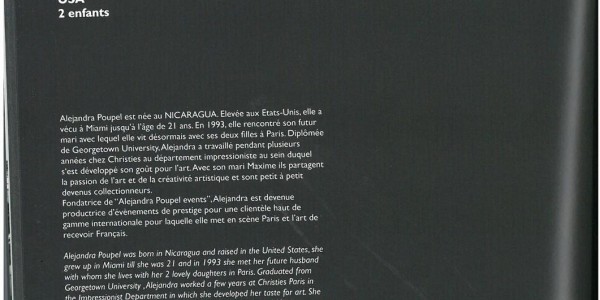 USA
2 enfants
Alejandra Poupel est née au NICARAGUA. Elevée aux Etats-Unis, elle a
vécu à Miami jusqu'à l'âge de 21 ans. En 1993, elle rencontré son futur
mari avec lequel elle vit désormais avec ses deux filles à Paris. Diplômée
de Georgetown University, Alejandra a travaillé pendant plusieurs
années chez Christies au département impressioniste au sein duquel
s'est développé son goût pour l'art. Avec son mari Maxime ils partagent
la passion de l'art et de la créativité artistique et sont petit à petit
devenus collectionneurs.
Fondatrice de "Alejandra Poupel events", Alejandra est devenue
productrice d'évènements de prestige pour une clientèle haut de
gamme internationale pour laquelle elle met en scène Paris et l'art de
recevoir Français.
Alejandra Poupel was born in Nicaragua and raised in the United States, she
grew up in Miami till she was 21 and in 1993 she met her future husband
with whom she lives with her 2 lovely daughters in Paris. Graduated from
Georgetown University , Alejandra worked a few years at Christies Paris in
the Impressionist Department in which she developed her taste for art. She